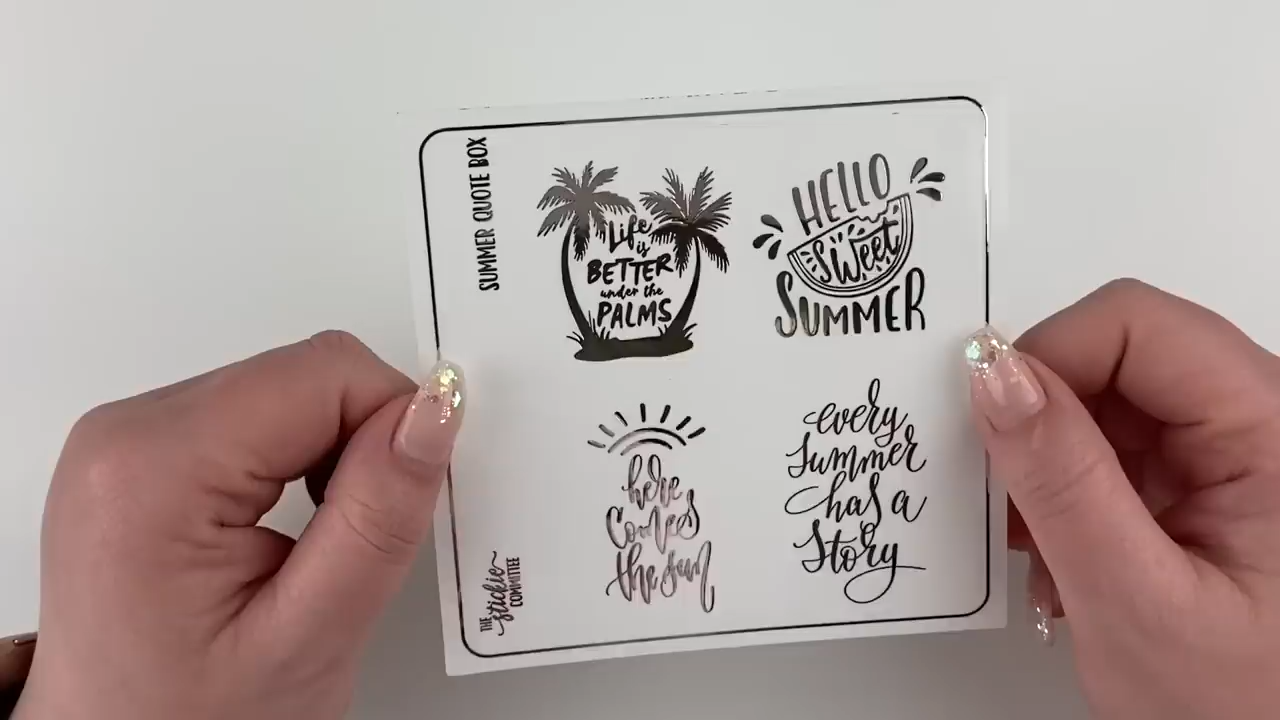 SUMMER QUOTE BOX
Life
is
BETTER
under the
PALMS
HELLO
SWEET
SUMMER
here
Comes
the sun
every
summer
has a
Story
THE
stickie
COMMITTEE